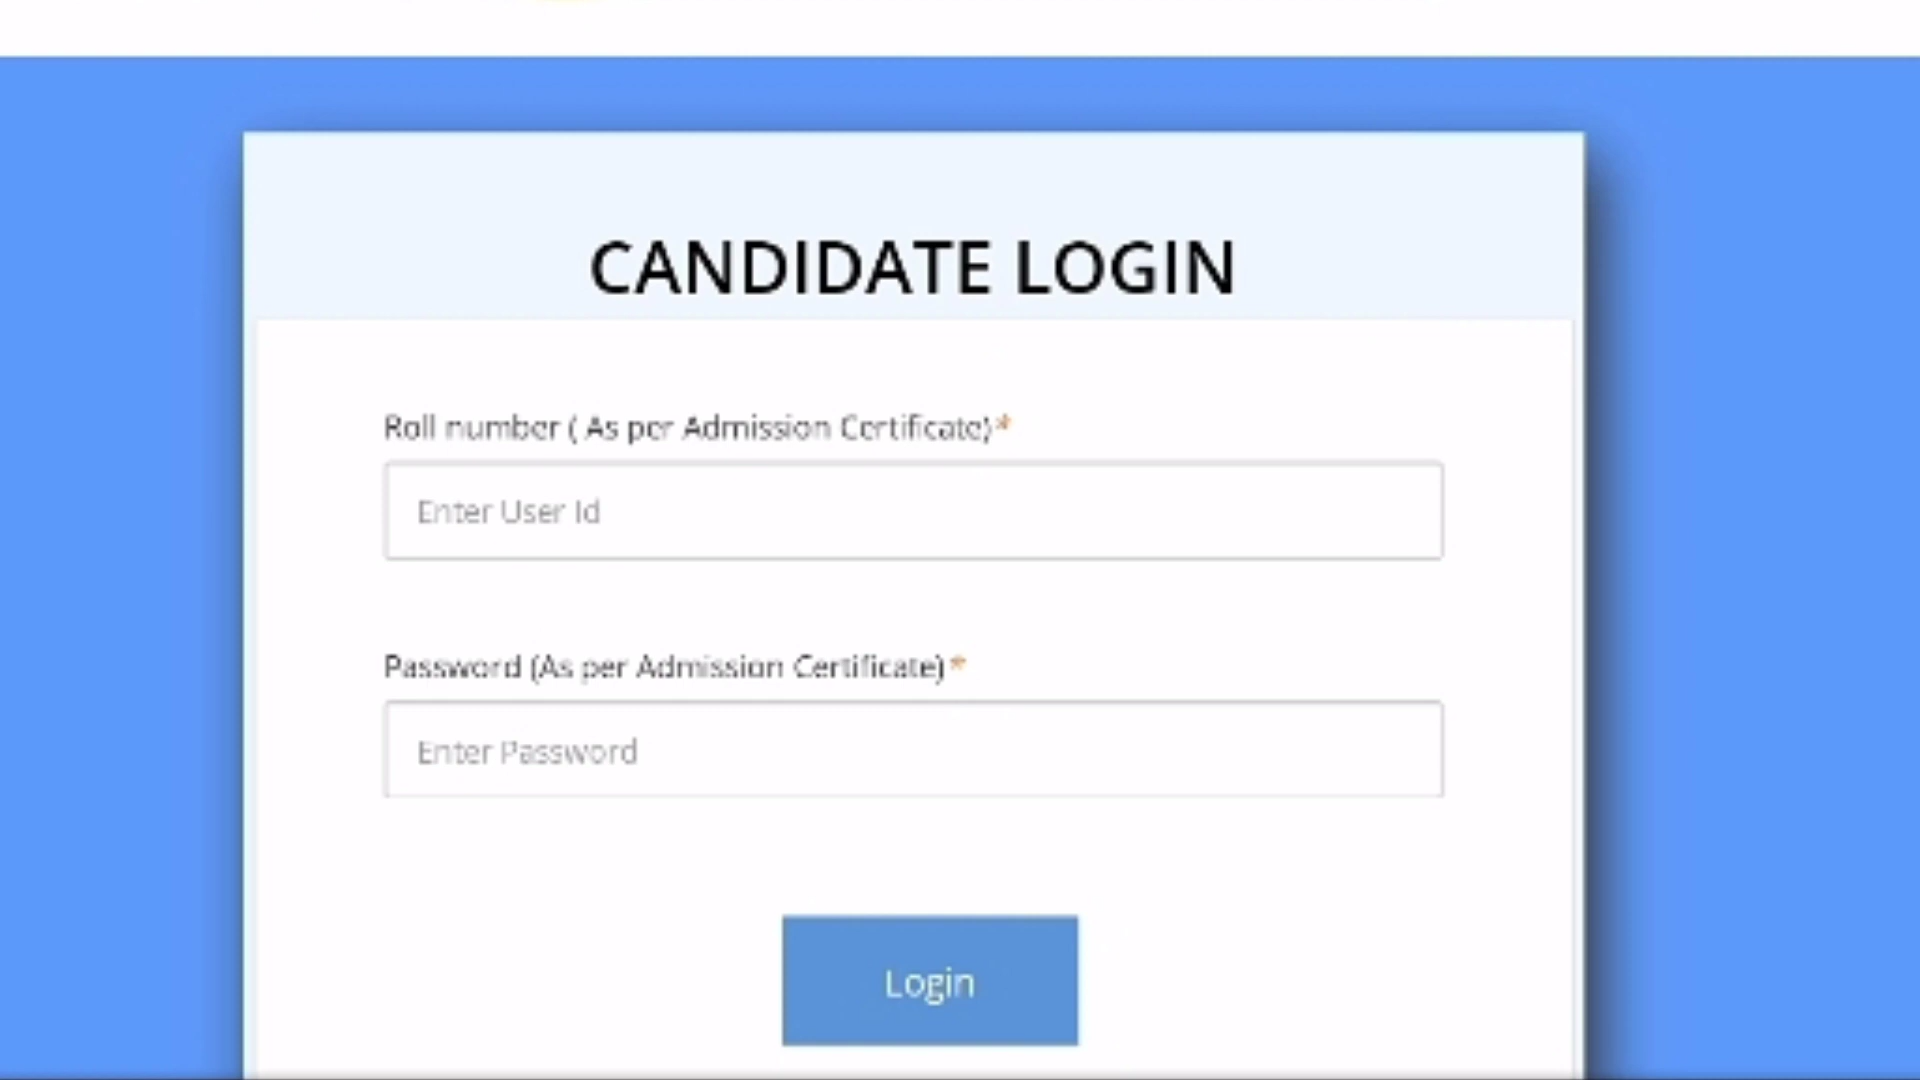 CANDIDATE LOGIN
Roll number ( As per Admission Certificate)*
Enter User Id
Password (As per Admission Certificate)*
Enter Password
Login